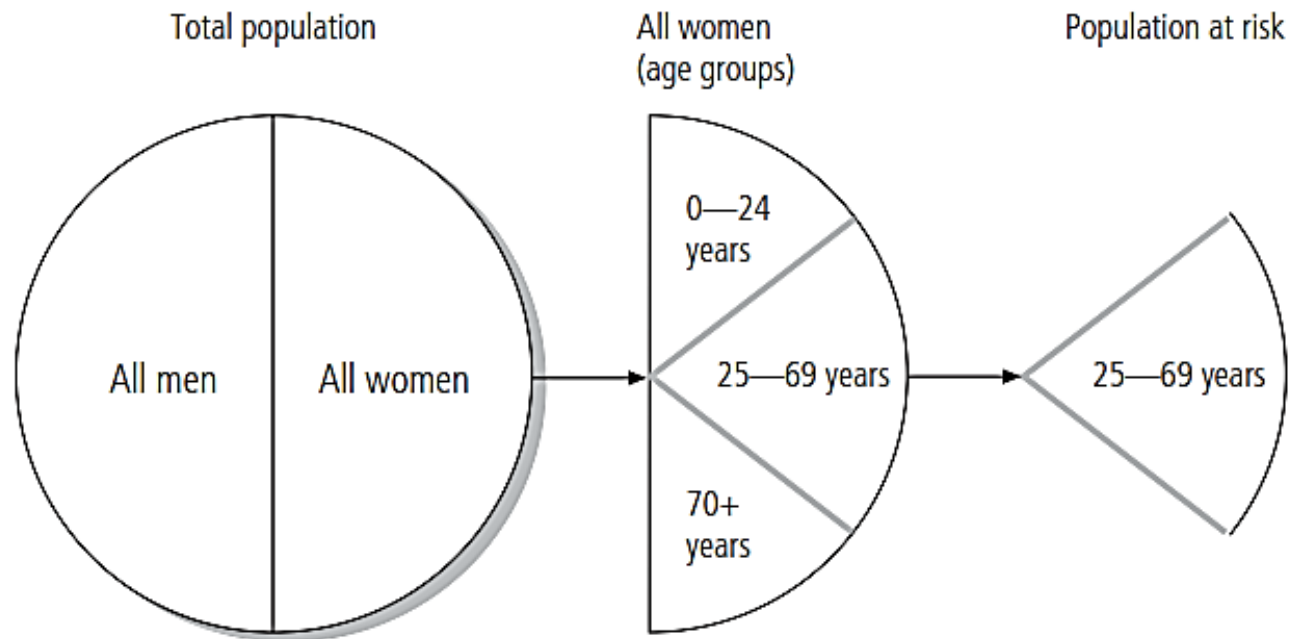 Total population
All women
(age groups)
Population at risk
All men
All women
0—24
years
25—69 years
70+
years
25—69 years